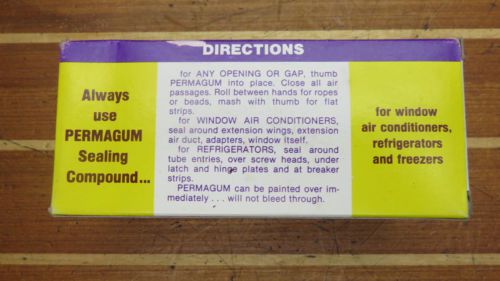 DIRECTIONS
Always
use
PERMAGUM
Sealing
Compound...
for ANY OPENING OR GAP, thumb
PERMAGUM into place. Close all air
passages. Roll between hands for ropes
or beads, mash with thumb for flat
strips.
for WINDOW AIR CONDITIONERS,
seal around extension wings, extension
air duct, adapters, window itself.
for REFRIGERATORS, seal around
tube entries, over screw heads, under
latch and hinge plates and at breaker
strips.
PERMAGUM can be painted over im-
mediately . . . will not bleed through.
for window
air conditioners,
refrigerators
and freezers